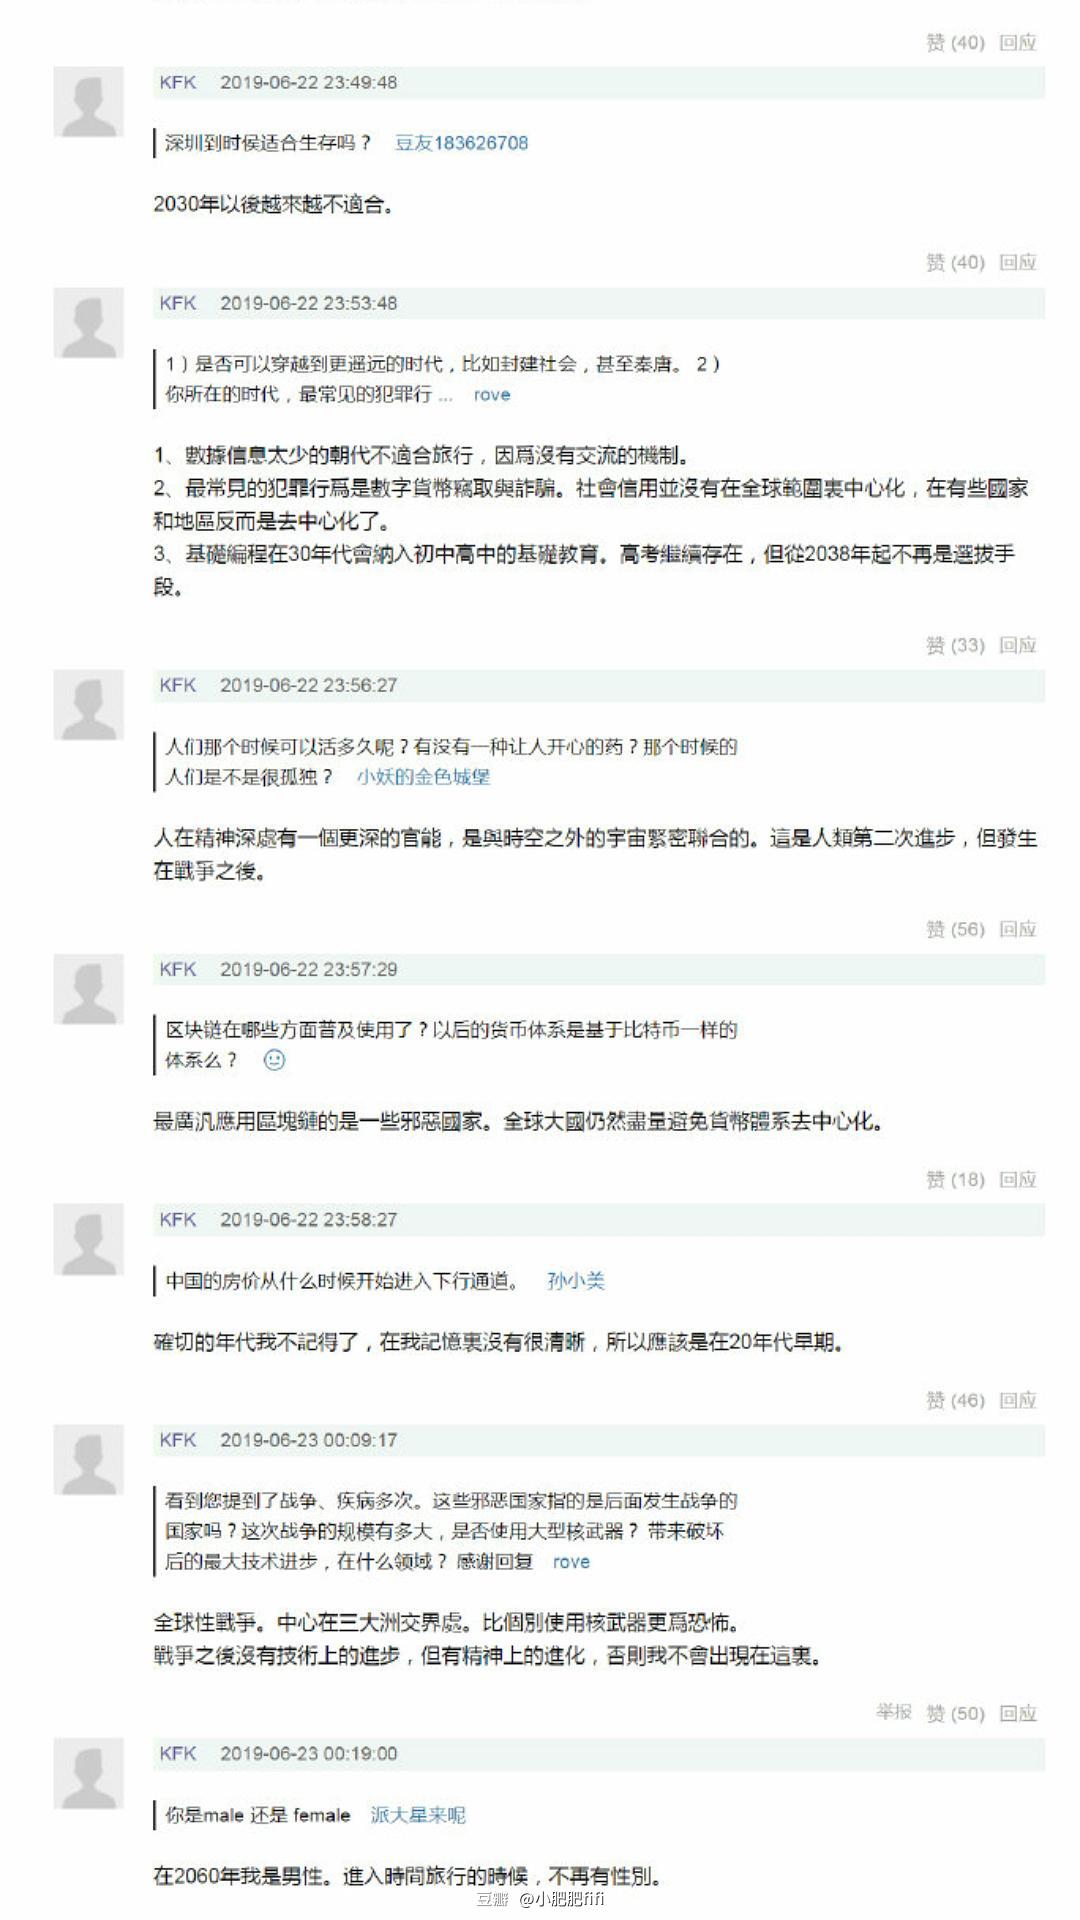 赞 (40) 回应
KFK 2019-06-22 23:49:48
深圳到时侯适合生存吗？ 豆友183626708
2030年以後越來越不適合。
赞 (40) 回应
KFK 2019-06-22 23:53:48
1）是否可以穿越到更遥远的时代，比如封建社会，甚至秦唐。 2）
你所在的时代，最常见的犯罪行 ... rove
1、數據信息太少的朝代不適合旅行，因爲沒有交流的機制。
2、最常見的犯罪行爲是數字貨幣竊取與詐騙。社會信用並沒有在全球範圍裏中心化，在有些國家
和地區反而是去中心化了。
3、基礎編程在30年代會納入初中高中的基礎教育。高考繼續存在，但從2038年起不再是選拔手
段。
赞 (33) 回应
KFK 2019-06-22 23:56:27
人们那个时候可以活多久呢？有没有一种让人开心的药？那个时候的
人们是不是很孤独？ 小妖的金色城堡
人在精神深處有一個更深的官能，是與時空之外的宇宙緊密聯合的。這是人類第二次進步，但發生
在戰爭之後。
赞 (56) 回应
KFK 2019-06-22 23:57:29
区块链在哪些方面普及使用了？以后的货币体系是基于比特币一样的
体系么？
最廣汎應用區塊鏈的是一些邪惡國家。全球大國仍然盡量避免貨幣體系去中心化。
赞 (18) 回应
KFK 2019-06-22 23:58:27
中国的房价从什么时候开始进入下行通道。 孙小美
確切的年代我不記得了，在我記憶裏沒有很清晰，所以應該是在20年代早期。
赞 (46) 回应
KFK 2019-06-23 00:09:17
看到您提到了战争、疾病多次。这些邪恶国家指的是后面发生战争的
国家吗？这次战争的规模有多大，是否使用大型核武器？ 带来破坏
后的最大技术进步，在什么领域？ 感谢回复 rove
全球性戰爭。中心在三大洲交界處。比個別使用核武器更爲恐怖。
戰爭之後沒有技術上的進步，但有精神上的進化，否則我不會出現在這裏。
举报 赞 (50) 回应
KFK 2019-06-23 00:19:00
你是male 还是 female 派大星来呢
在2060年我是男性。進入時間旅行的時候，不再有性別。
豆瓣 @小肥肥fifi